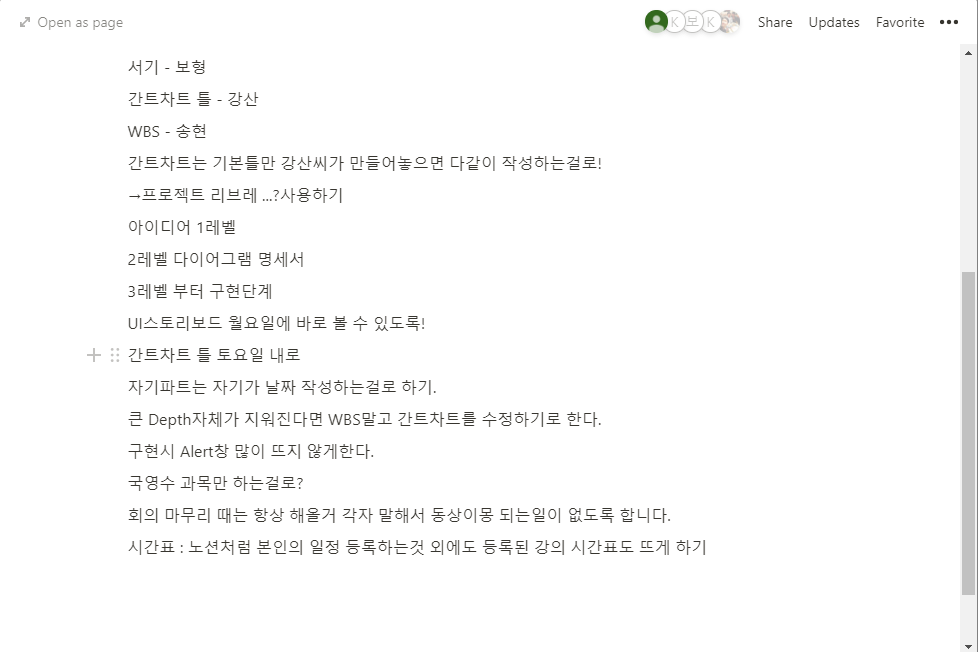 Open as page
K 보 K Share Updates Favorite
서기 - 보형
간트차트 틀 - 강산
WBS - 송현
간트차트는 기본틀만 강산씨가 만들어놓으면 다같이 작성하는걸로!
→프로젝트 리브레 ...?사용하기
아이디어 1레벨
2레벨 다이어그램 명세서
3레벨 부터 구현단계
UI스토리보드 월요일에 바로 볼 수 있도록!
간트차트 틀 토요일 내로
자기파트는 자기가 날짜 작성하는걸로 하기.
큰 Depth자체가 지워진다면 WBS말고 간트차트를 수정하기로 한다.
구현시 Alert창 많이 뜨지 않게한다.
국영수 과목만 하는걸로?
회의 마무리 때는 항상 해올거 각자 말해서 동상이몽 되는일이 없도록 합니다.
시간표 : 노션처럼 본인의 일정 등록하는것 외에도 등록된 강의 시간표도 뜨게 하기